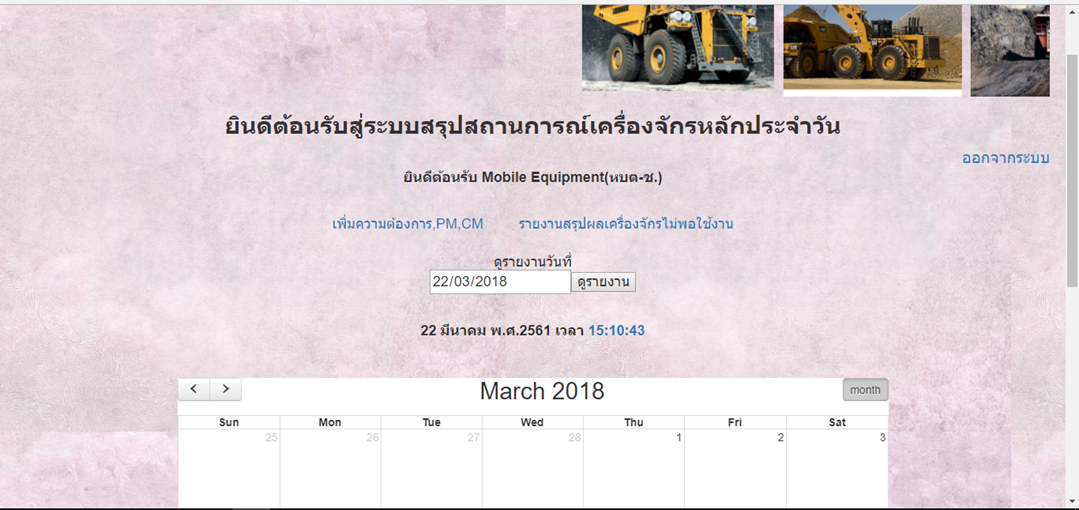 ยินดีต้อนรับสู่ระบบสรุปสถานการณ์เครื่องจักรหลักประจำวัน
ออกจากระบบ
ยินดีต้อนรับ Mobile Equipment(หบต-ช.)
เพิ่มความต้องการ,PM,CM รายงานสรุปผลเครื่องจักรไม่พอใช้งาน
ดูรายงานวันที่
22/03/2018 ดูรายงาน
22 มีนาคม พ.ศ.2561 เวลา 15:10:43
March 2018 month
Sun Mon Tue Wed Thu Fri Sat
25 26 27 28 1 2 3